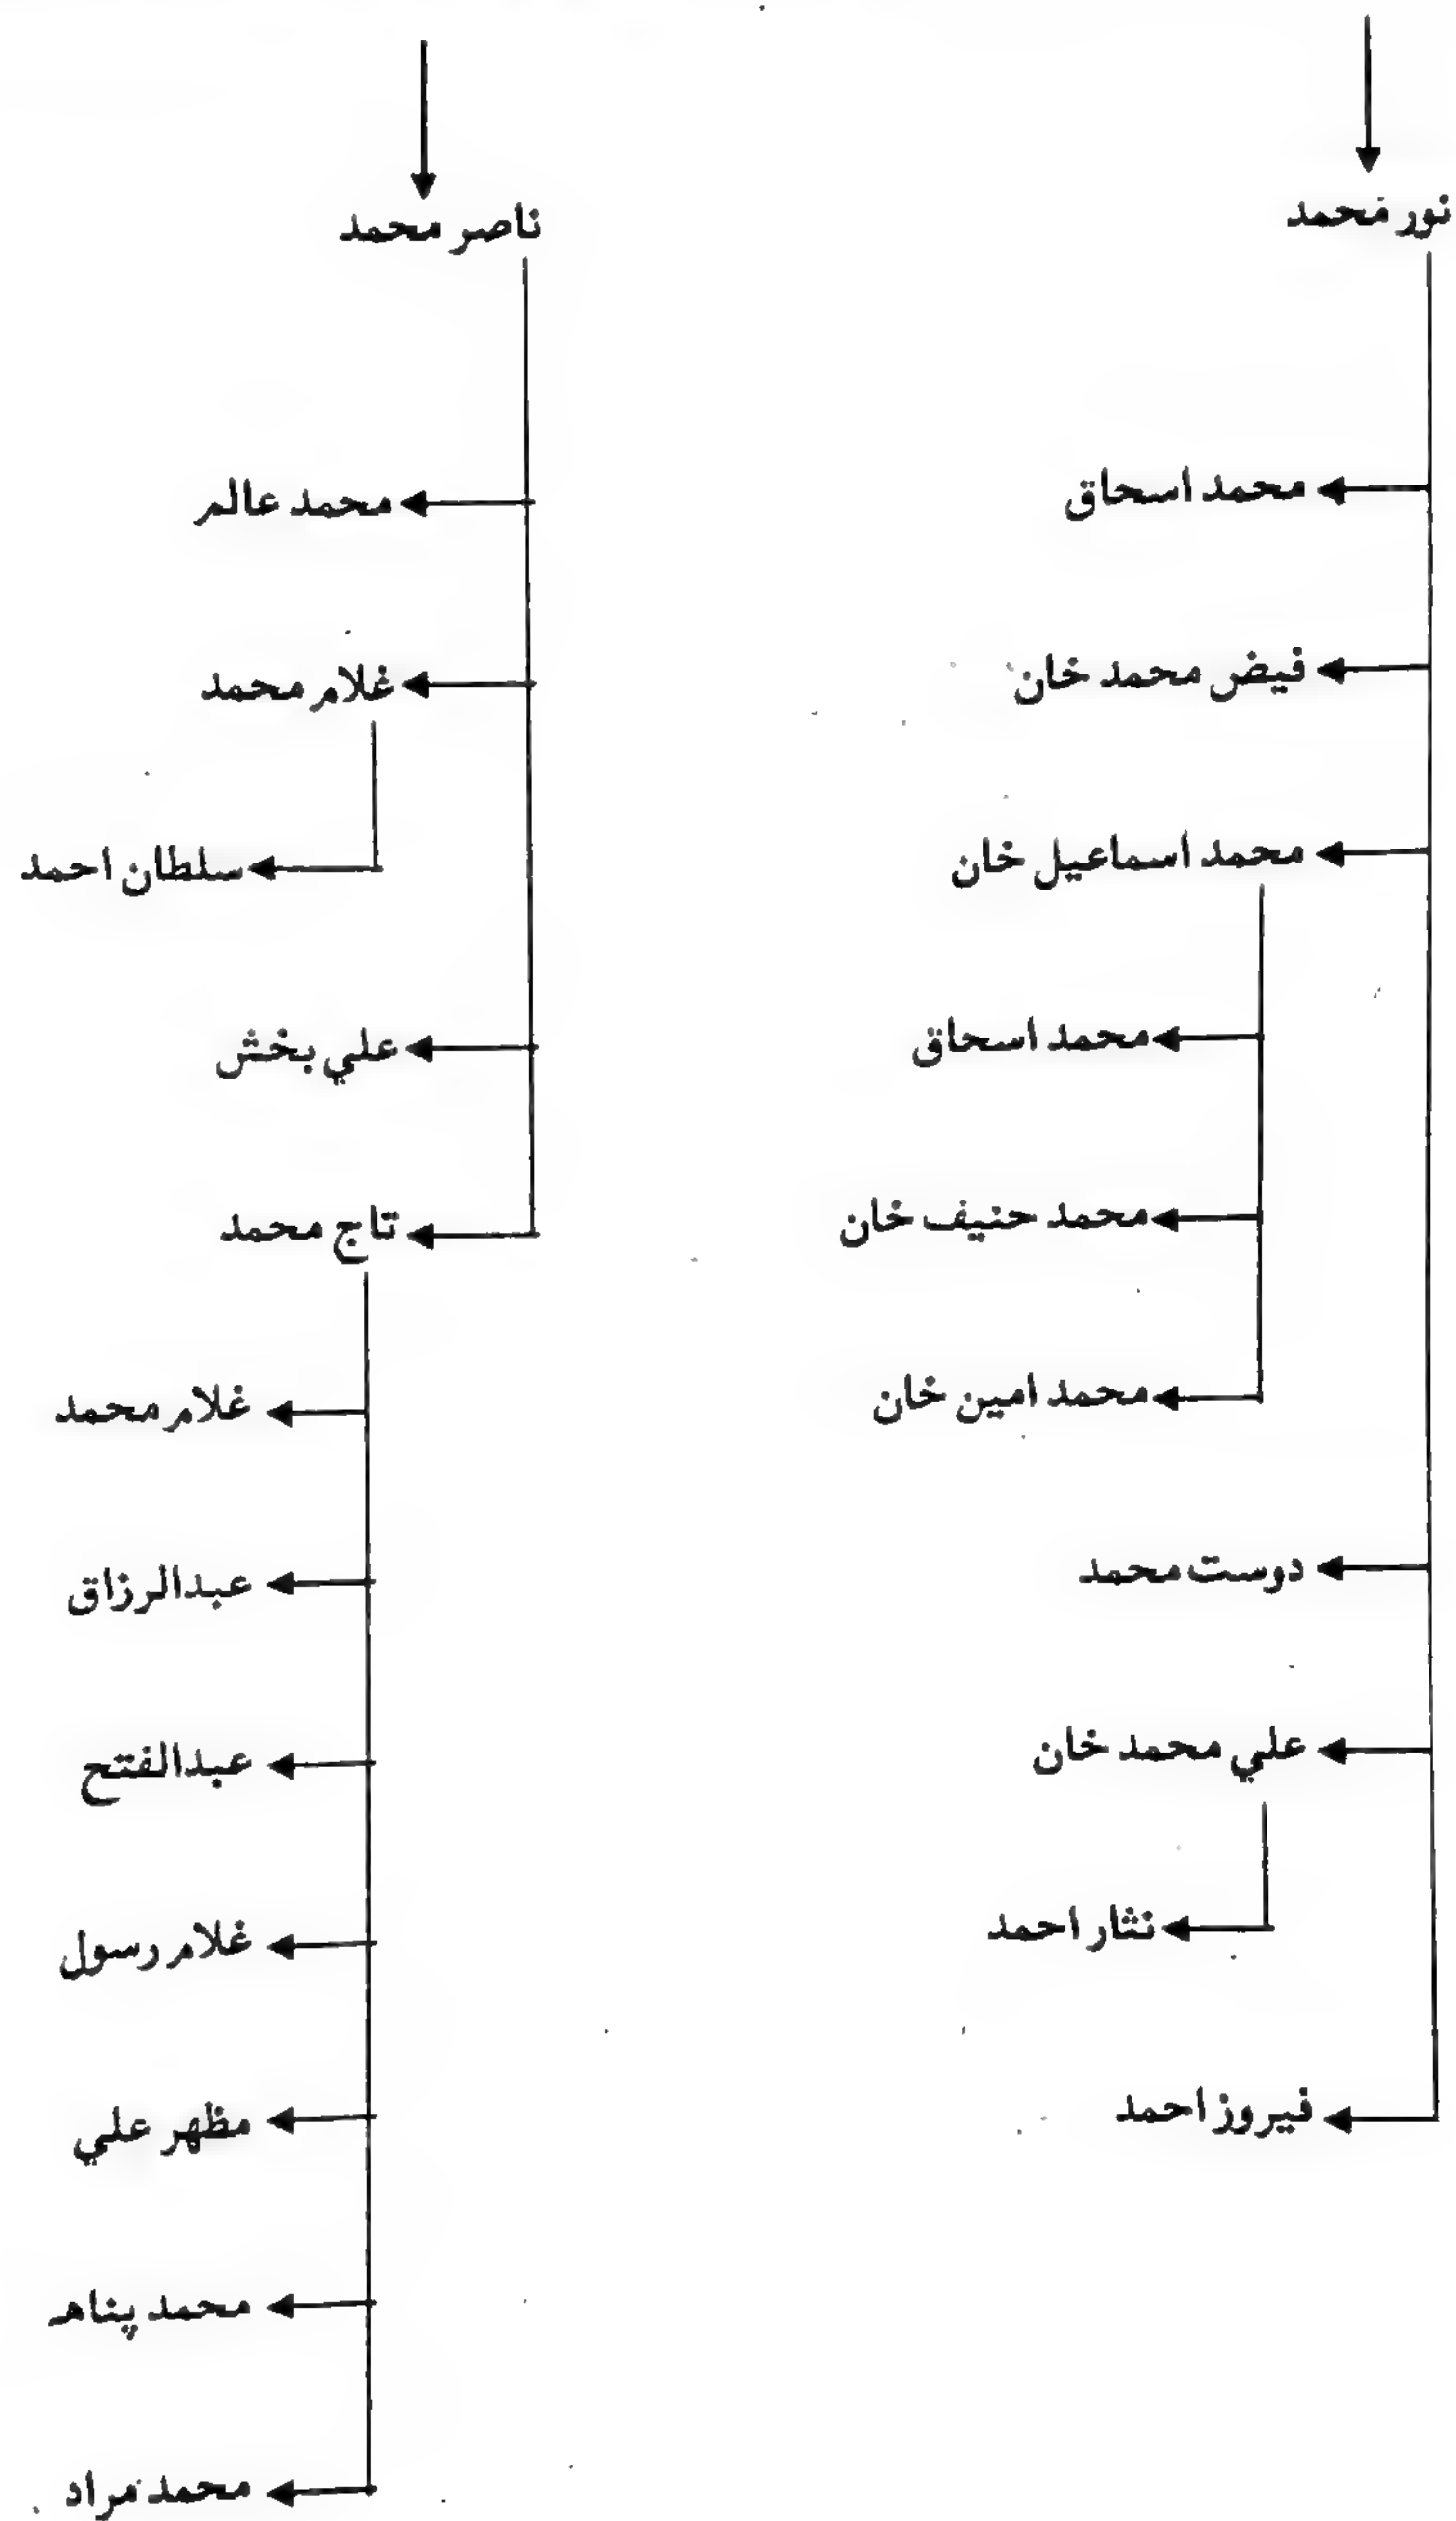 نور محمد
محمد اسحاق
فيض محمد خان
محمد اسماعيل خان
محمد اسحاق
محمد حنيف خان
محمد امين خان
دوست محمد
علي محمد خان
نثار احمد
فيروز احمد
ناصر محمد
محمد عالم
غلام محمد
سلطان احمد
علي بخش
تاج محمد
غلام محمد
عبدالرزاق
عبدالفتح
غلام رسول
مظهر علي
محمد پناهه
محمد مراد